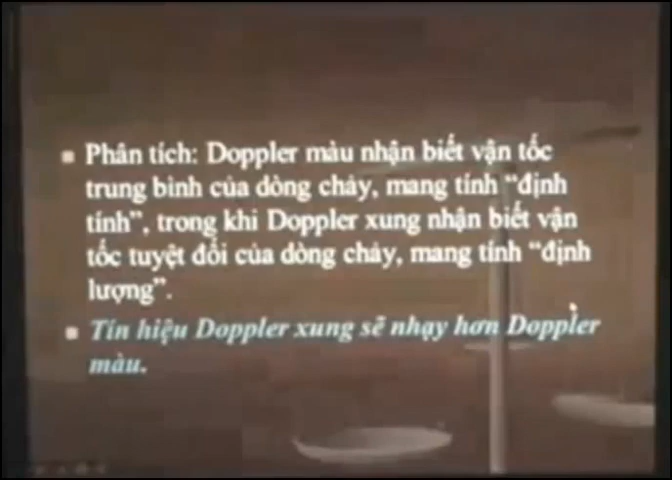 Phân tích: Doppler màu nhận biết vận tốc
trung bình của dòng chảy, mang tính “định
tính”, trong khi Doppler xung nhận biết vận
tốc tuyệt đối của dòng chảy, mang tính “định
lượng”.
Tín hiệu Doppler xung sẽ nhạy hơn Doppler
màu.